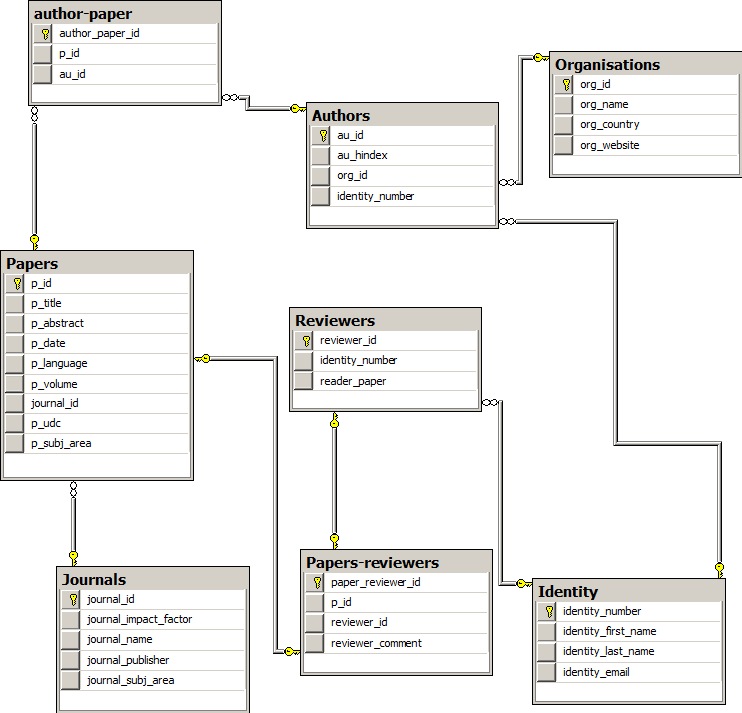 author-paper
author_paper_id
p_id
au_id
Authors
au_id
au_hindex
org_id
identity_number
Organisations
org_id
org_name
org_country
org_website
Papers
p_id
p_title
p_abstract
p_date
p_language
p_volume
journal_id
p_udc
p_subj_area
Reviewers
reviewer_id
identity_number
reader_paper
Journals
journal_id
journal_impact_factor
journal_name
journal_publisher
journal_subj_area
Papers-reviewers
paper_reviewer_id
p_id
reviewer_id
reviewer_comment
Identity
identity_number
identity_first_name
identity_last_name
identity_email